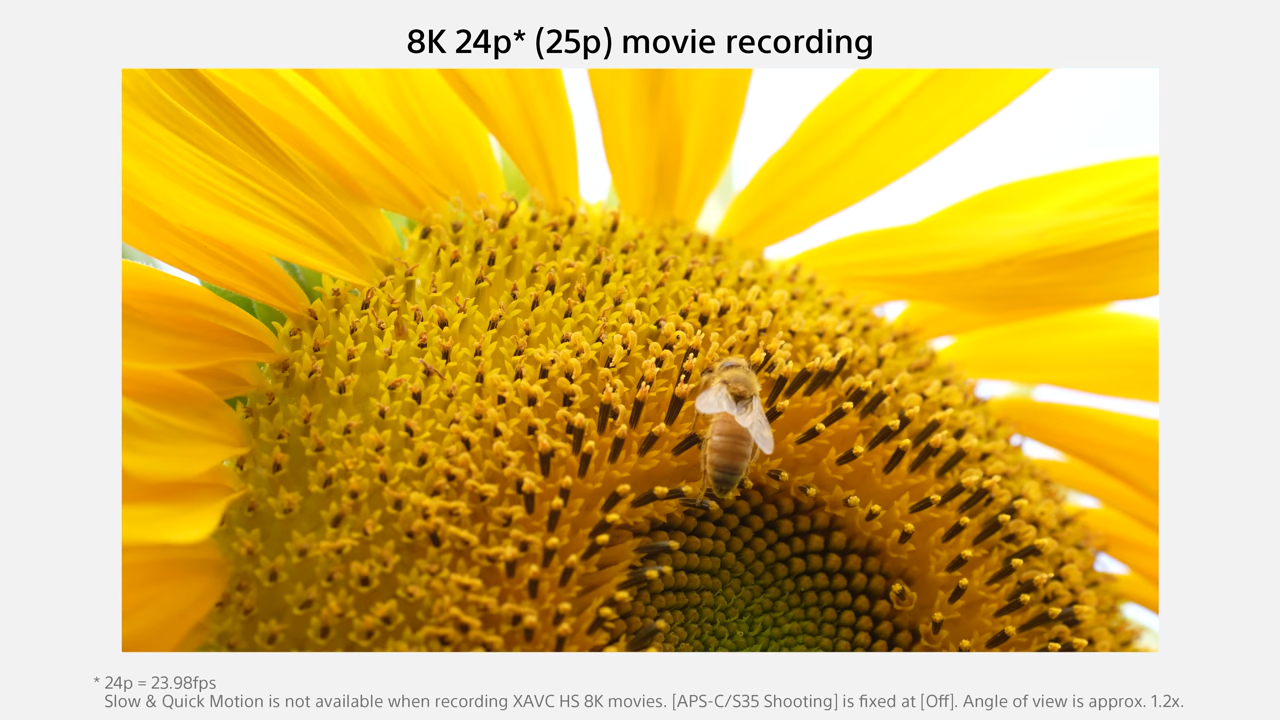 8K 24p* (25p) movie recording
* 24p = 23.98fps
Slow & Quick Motion is not available when recording XAVC HS 8K movies. [APS-C/S35 Shooting] is fixed at [Off]. Angle of view is approx. 1.2x.